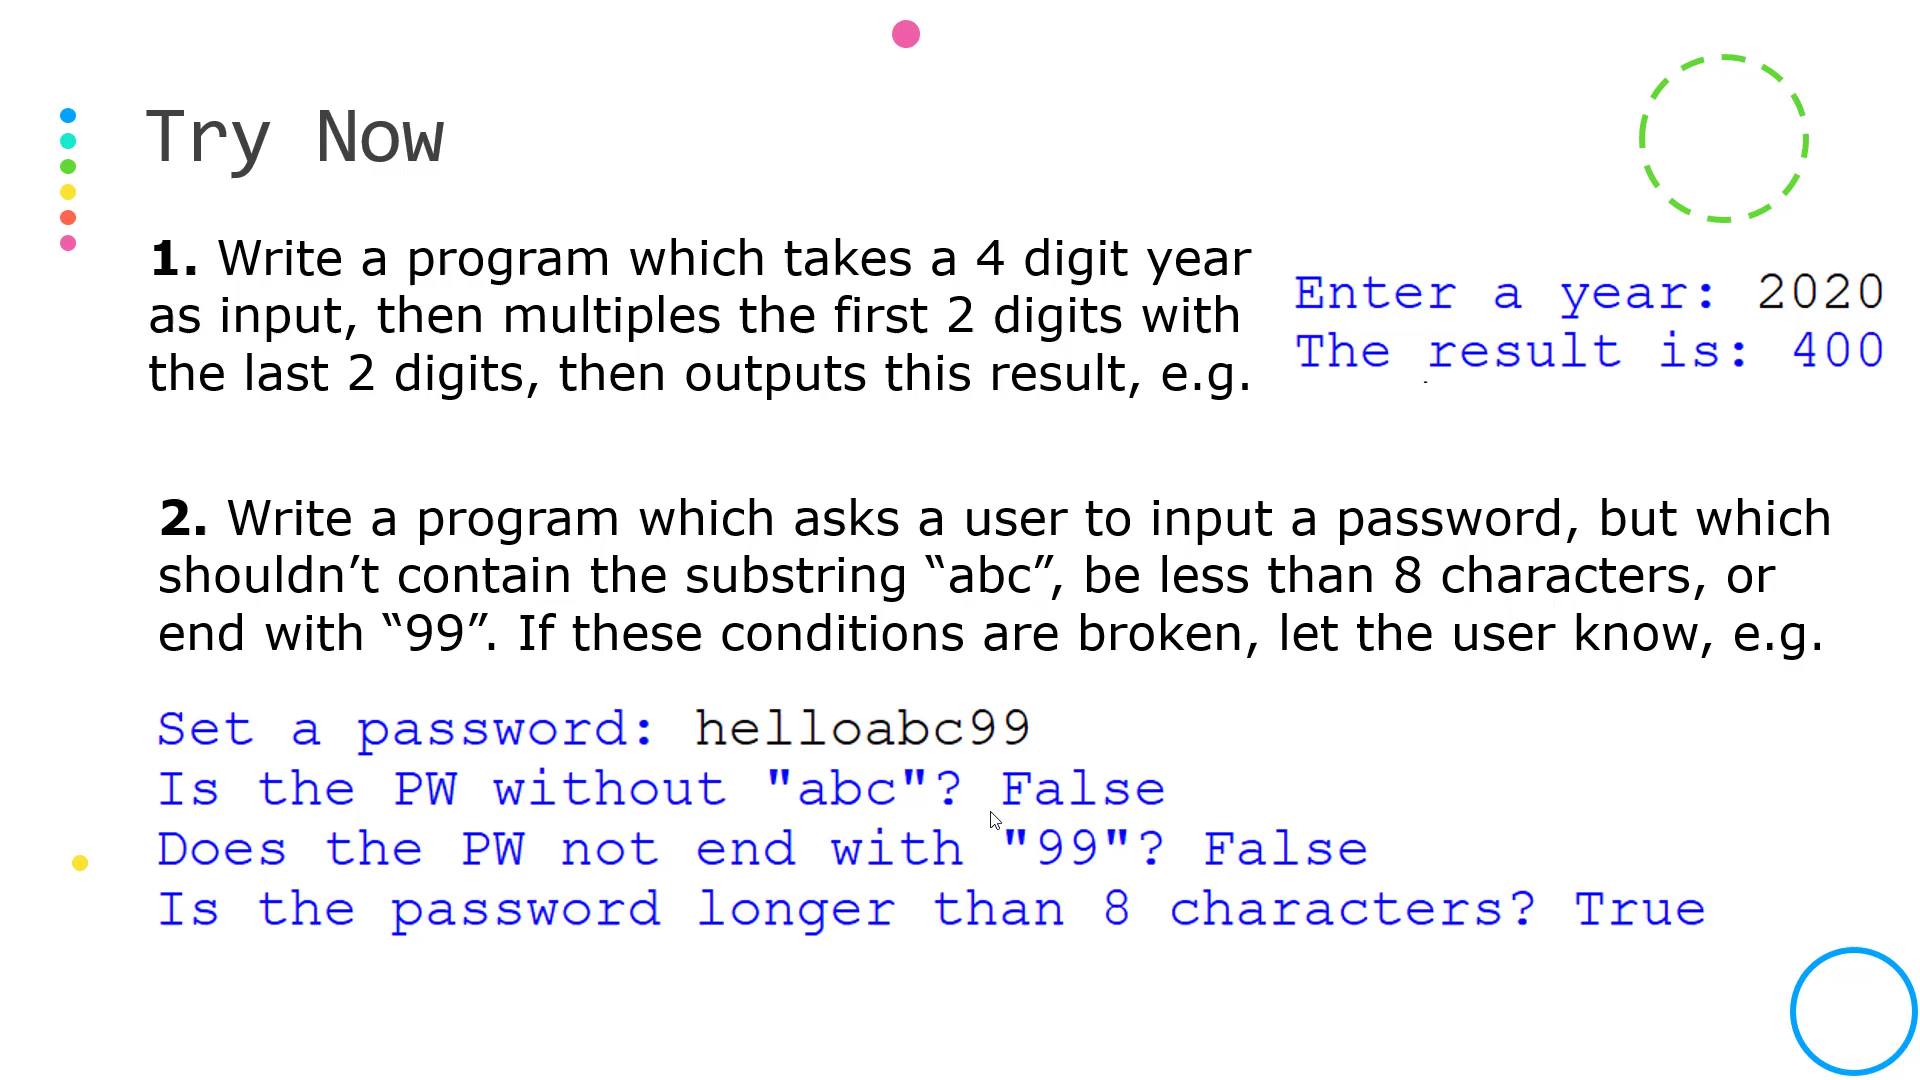 Try Now
1. Write a program which takes a 4 digit year
as input, then multiples the first 2 digits with
the last 2 digits, then outputs this result, e.g.
Enter a year: 2020
The result is: 400
2. Write a program which asks a user to input a password, but which
shouldn’t contain the substring “abc”, be less than 8 characters, or
end with “99”. If these conditions are broken, let the user know, e.g.
Set a password: helloabc99
Is the PW without "abc"? False
Does the PW not end with "99"? False
Is the password longer than 8 characters? True